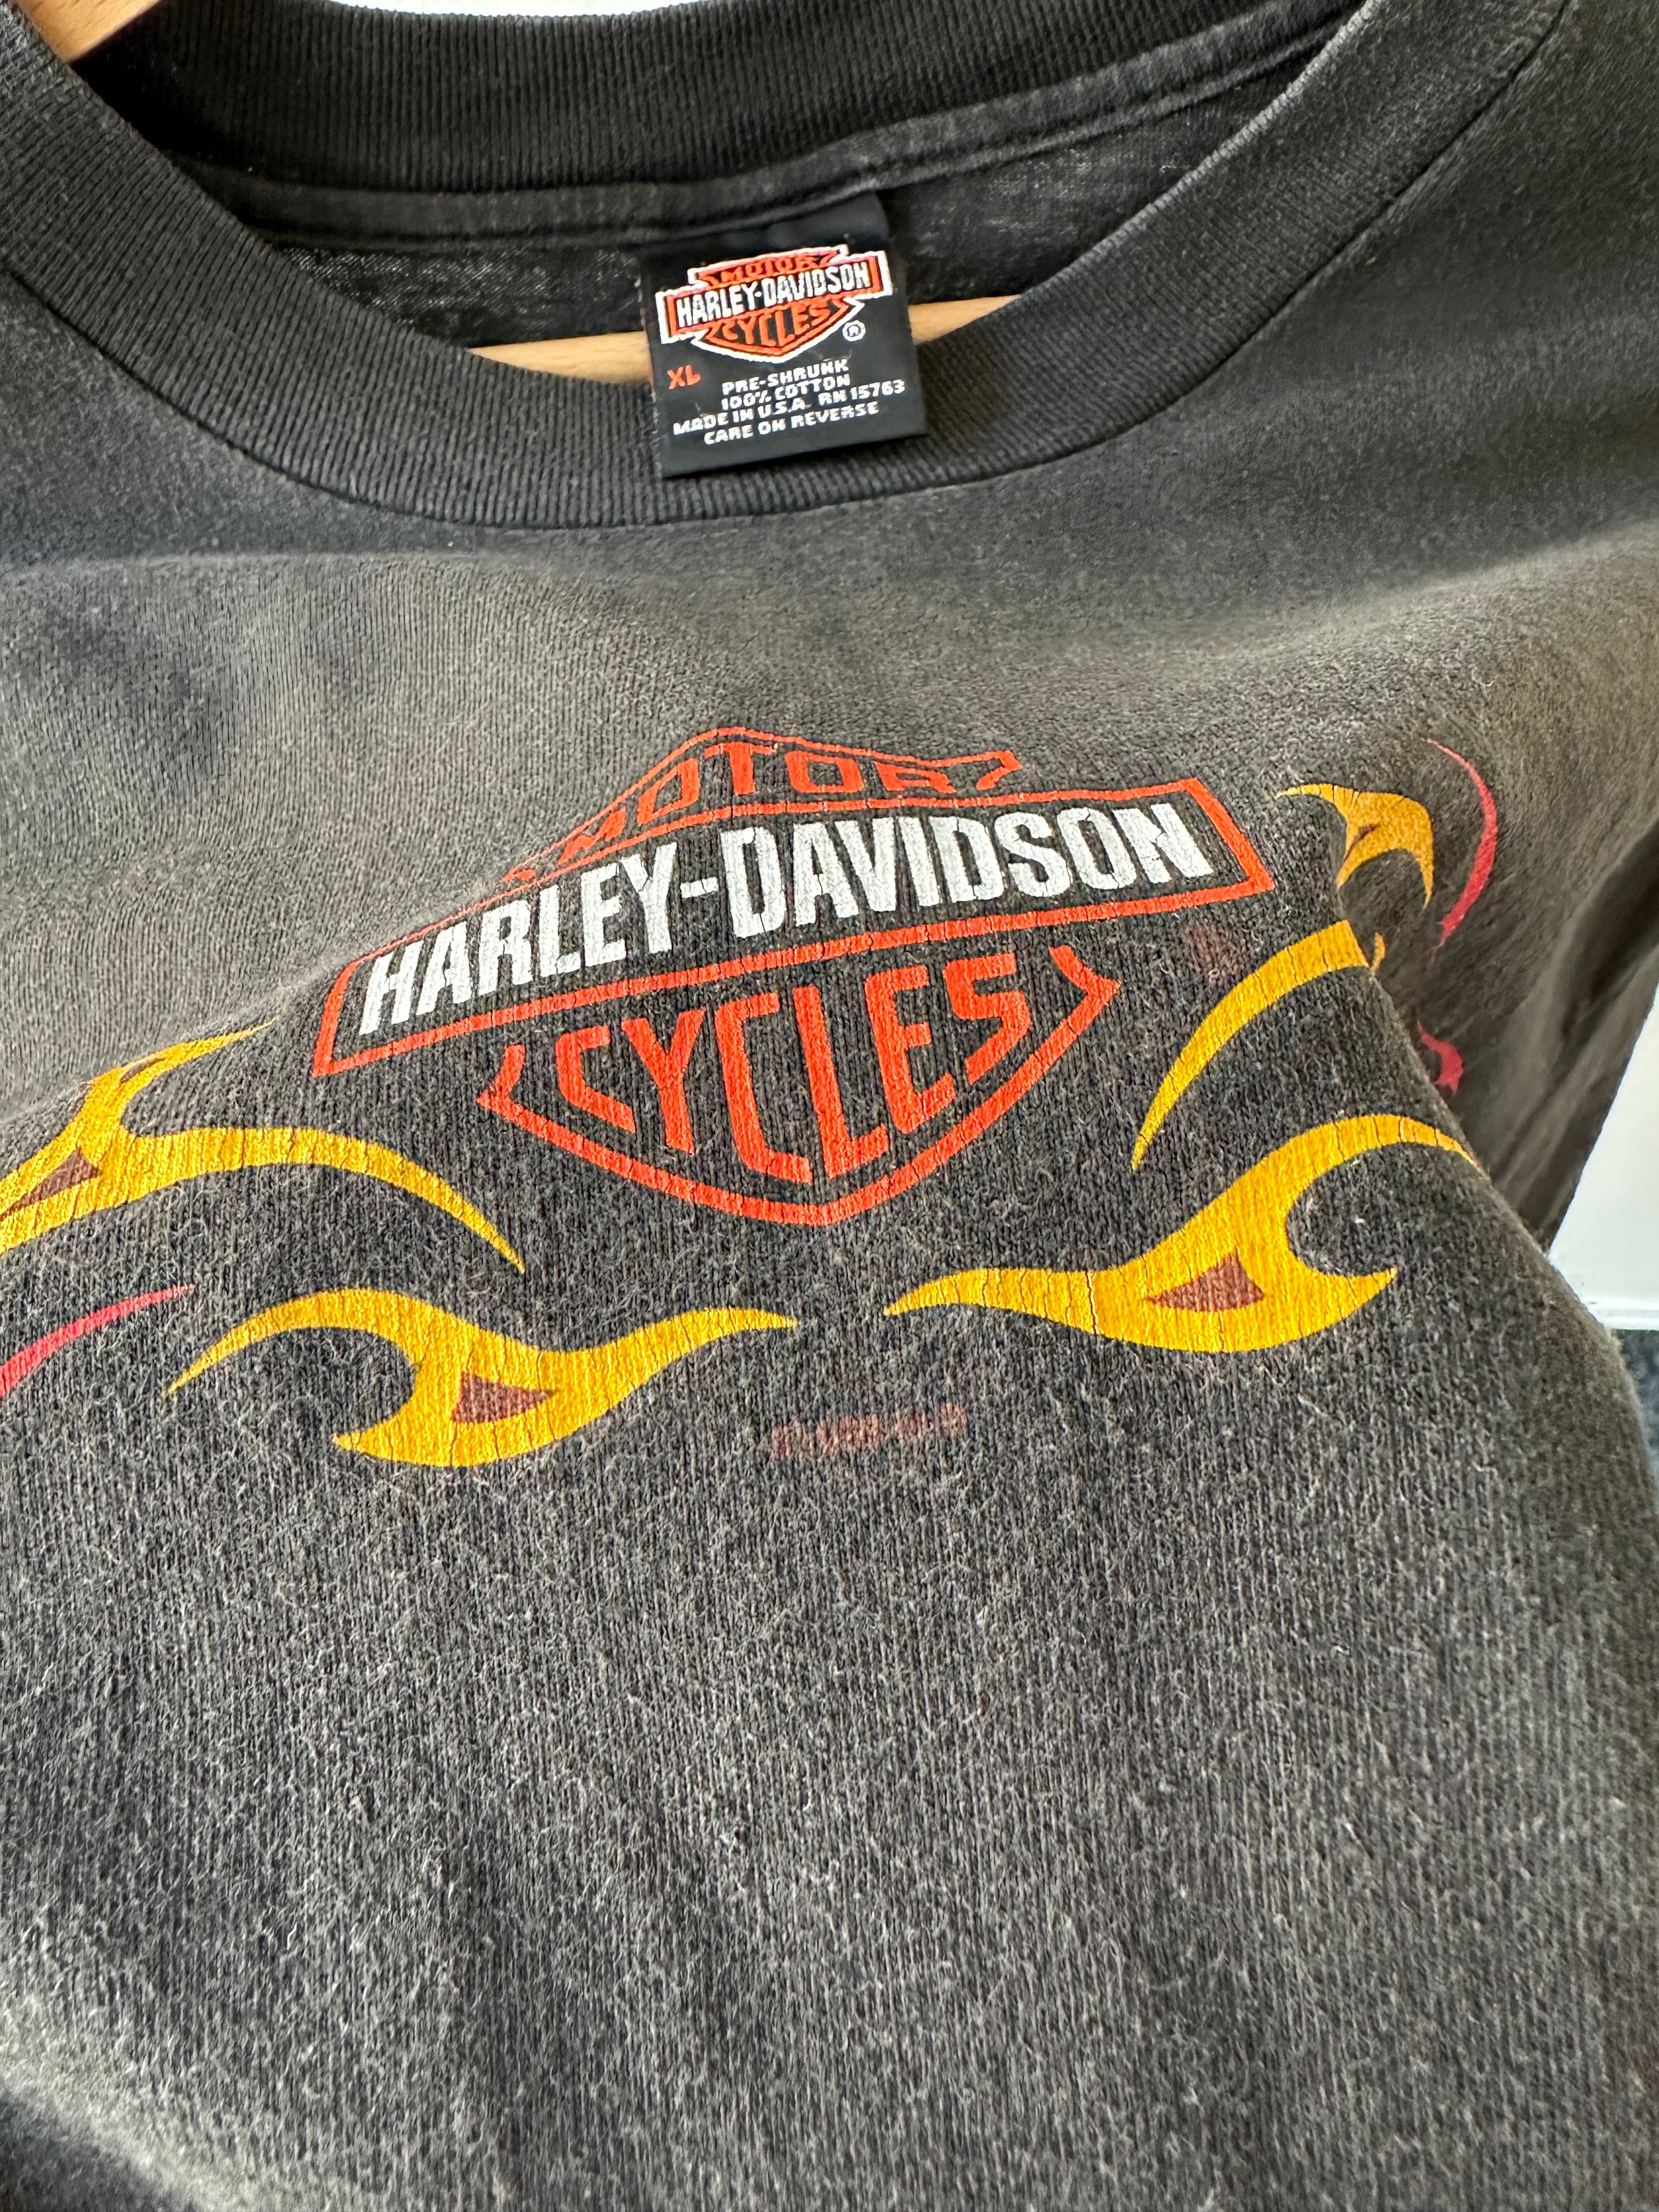 MOTOR
HARLEY-DAVIDSON
CYCLES
®
XL
PRE-SHRUNK
100% COTTON
MADE IN U.S.A. RN 15763
CARE ON REVERSE
MOTOR
HARLEY-DAVIDSON
CYCLES